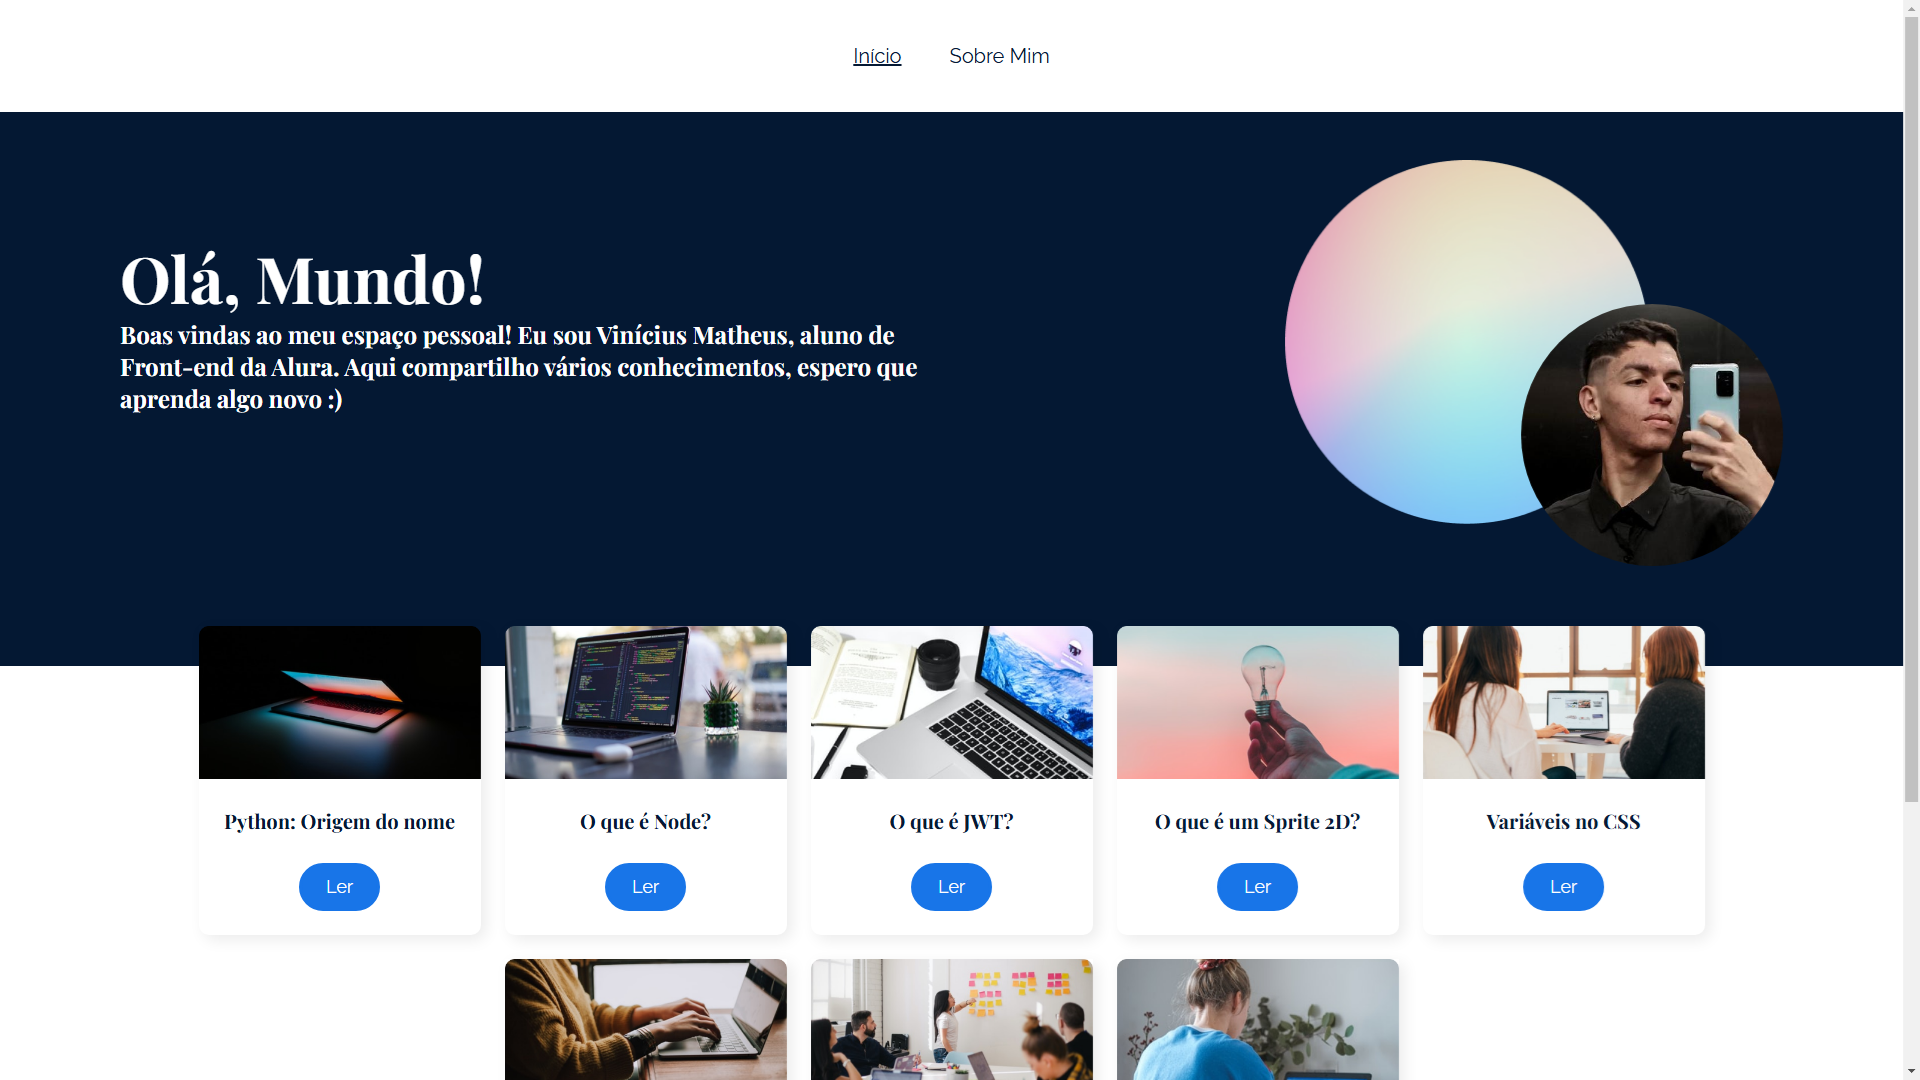 Início Sobre Mim
Olá, Mundo!
Boas vindas ao meu espaço pessoal! Eu sou Vinícius Matheus, aluno de
Front-end da Alura. Aqui compartilho vários conhecimentos, espero que
aprenda algo novo :)
Python: Origem do nome
Ler
O que é Node?
Ler
O que é JWT?
Ler
O que é um Sprite 2D?
Ler
Variáveis no CSS
Ler